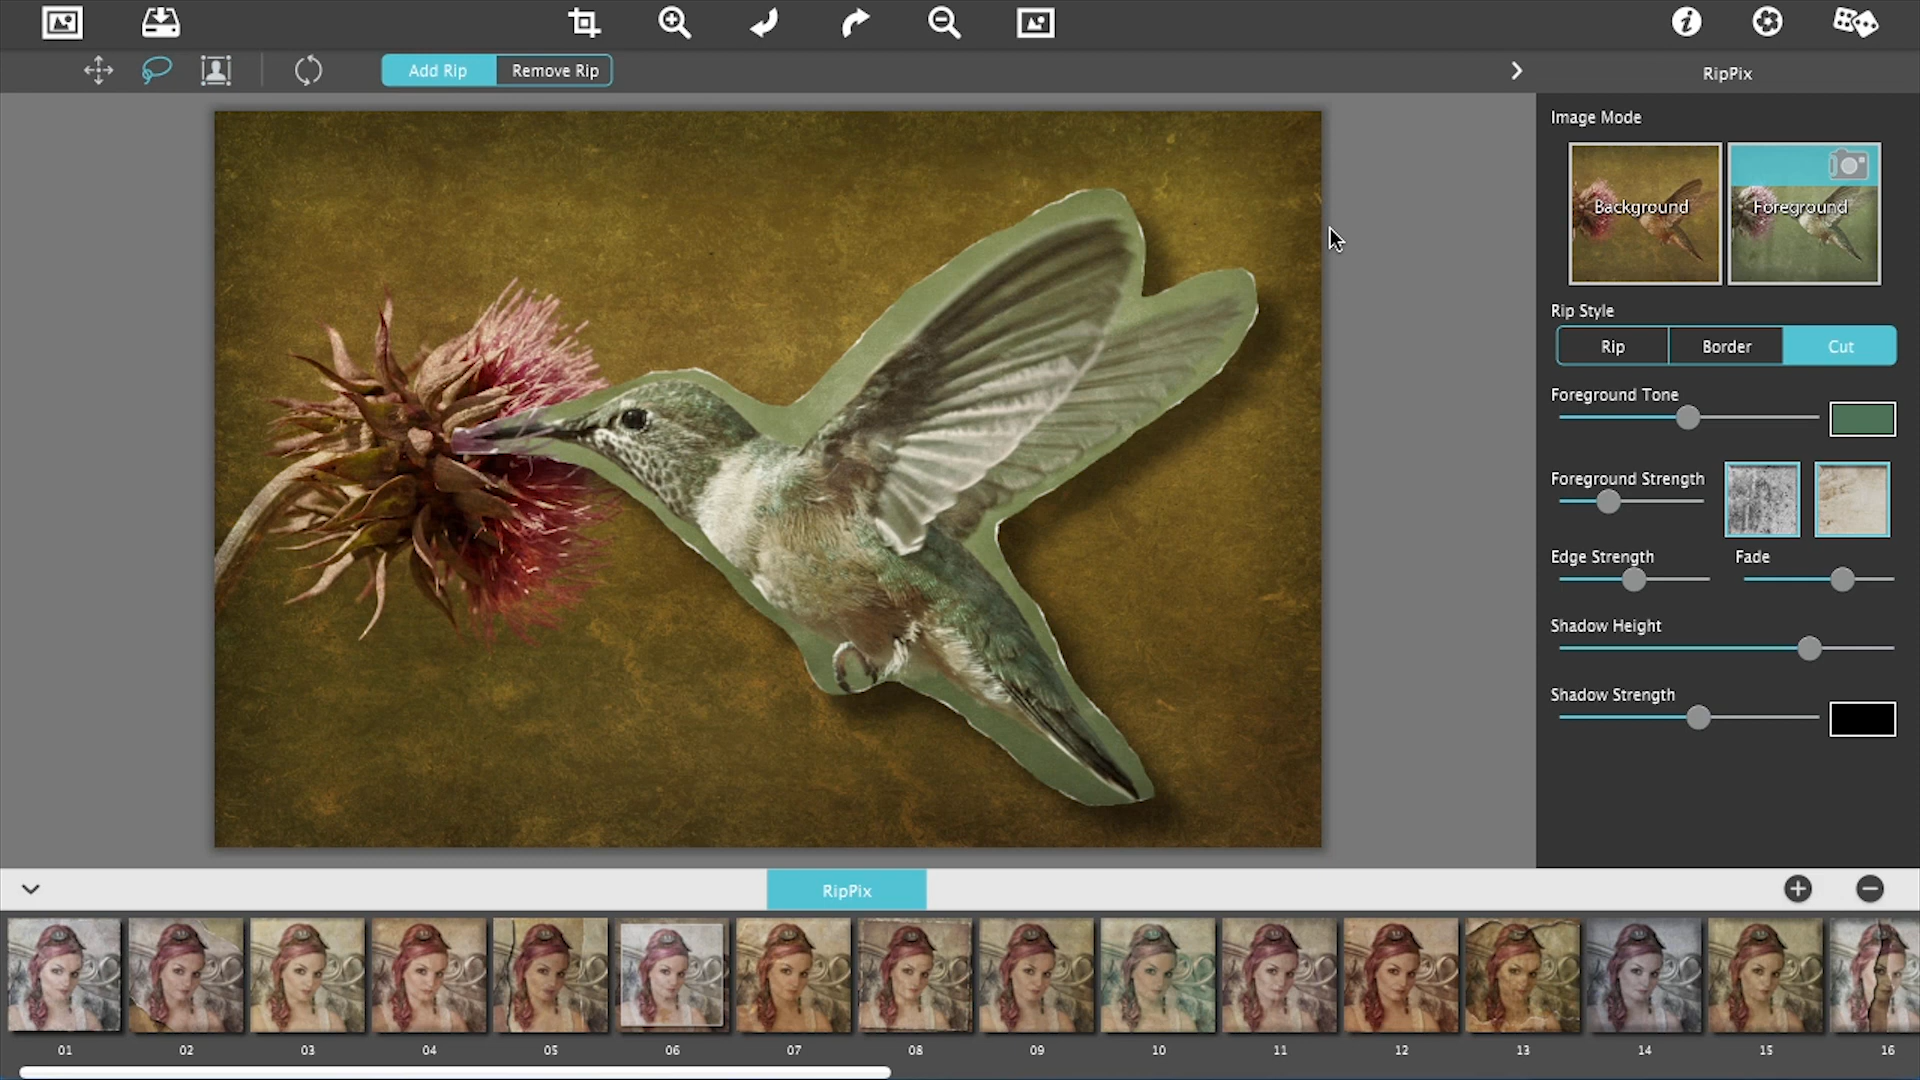 Add Rip
Remove Rip
RipPix
Image Mode
Background
Foreground
Rip Style
Rip
Border
Cut
Foreground Tone
Foreground Strength
Edge Strength
Fade
Shadow Height
Shadow Strength
RipPix
01
02
03
04
05
06
07
08
09
10
11
12
13
14
15
16